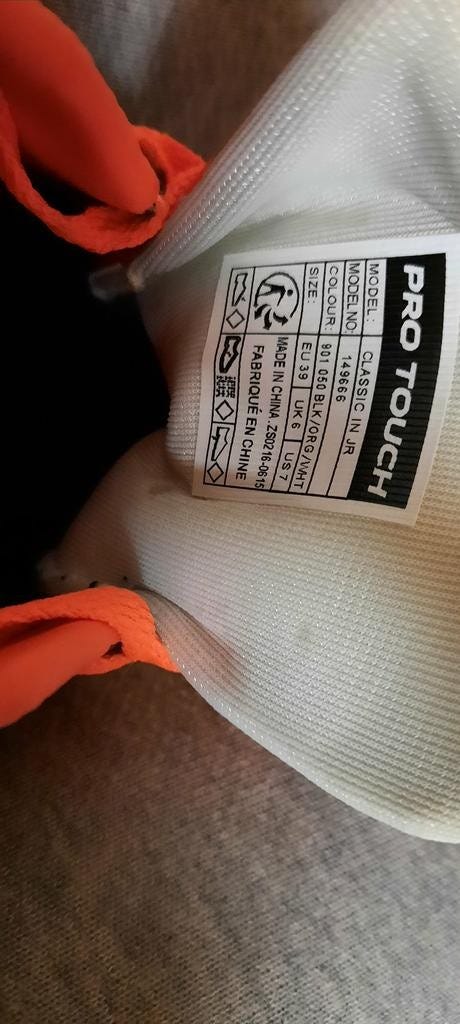 PRO TOUCH
MODEL: CLASSIC IN JR
MODEL NO: 149666
COLOUR: 901 050 BLK/ORG/WHT
SIZE: EU 39 UK 6 US 7
MADE IN CHINA .ZS0216-0615
FABRIQUÉ EN CHINE